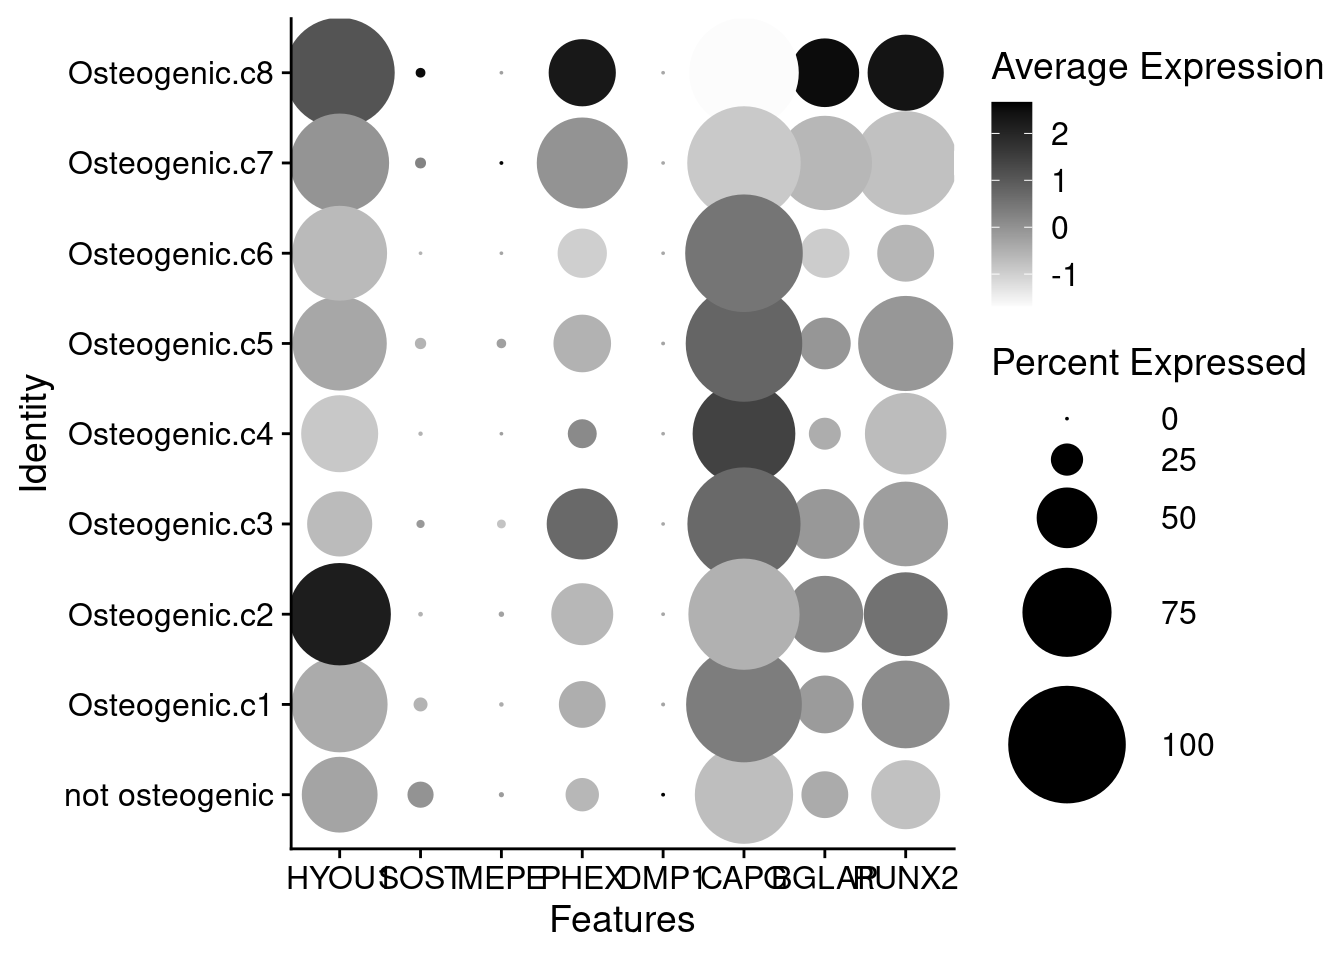 Osteogenic.c8
Osteogenic.c7
Osteogenic.c6
Osteogenic.c5
Osteogenic.c4
Osteogenic.c3
Osteogenic.c2
Osteogenic.c1
not osteogenic
Identity
HYOU1 SOST MEPE PHEX DMP1 CAPG BGLAP RUNX2
Features
Average Expression
2
1
0
-1
Percent Expressed
0
25
50
75
100